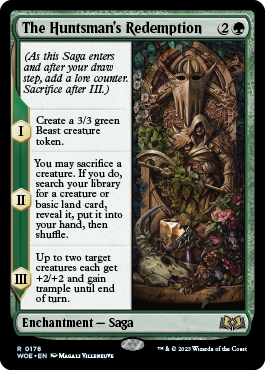 The Huntsman's Redemption 2
(As this Saga enters
and after your draw
step, add a lore counter.
Sacrifice after III.)
I
Create a 3/3 green
Beast creature
token.
II
You may sacrifice a
creature. If you do,
search your library
for a creature or
basic land card,
reveal it, put it into
your hand, then
shuffle.
III
Up to two target
creatures each get
+2/+2 and gain
trample until end
of turn.
Enchantment — Saga
R 0176
WOE • EN Magali Villeneuve
™ & © 2023 Wizards of the Coast